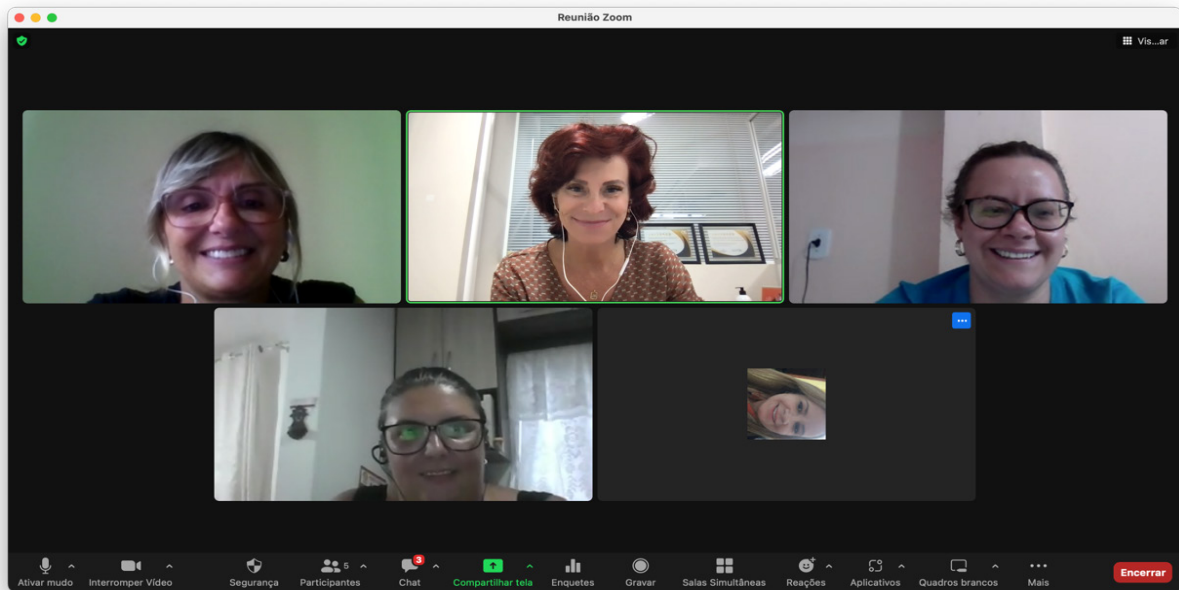 Reunião Zoom
Vis...ar
5
3
Ativar mudo
Interromper Vídeo
Segurança
Participantes
Chat
Compartilhar tela
Enquetes
Gravar
Salas Simultâneas
Reações
Aplicativos
Quadros brancos
Mais
Encerrar